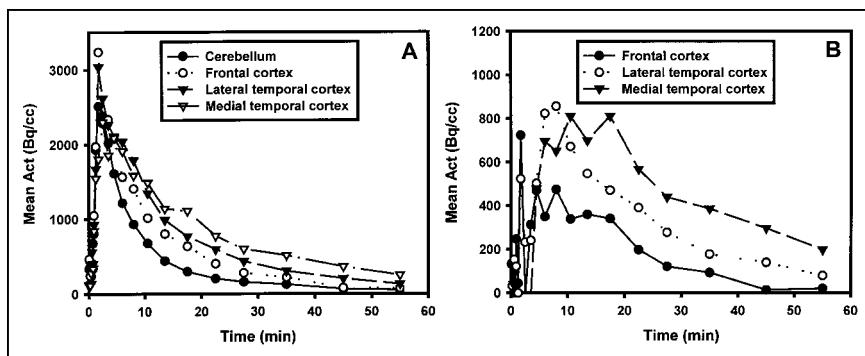 A
Cerebellum
Frontal cortex
Lateral temporal cortex
Medial temporal cortex
Mean Act (Bq/cc)
3000
2000
1000
0
0 10 20 30 40 50 60
Time (min)
B
Frontal cortex
Lateral temporal cortex
Medial temporal cortex
Mean Act (Bq/cc)
1200
1000
800
600
400
200
0
0 10 20 30 40 50 60
Time (min)